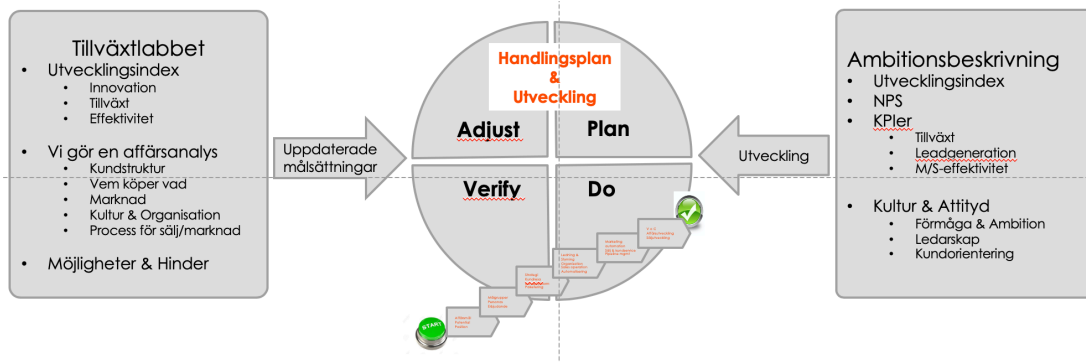 Tillväxtlabbet
• Utvecklingsindex
• Innovation
• Tillväxt
• Effektivitet
• Vi gör en affärsanalys
• Kundstruktur
• Vem köper vad
• Marknad
• Kultur & Organisation
• Process för sälj/marknad
• Möjligheter & Hinder
Uppdaterade
målsättningar
Handlingsplan
&
Utveckling
Adjust
Plan
Verify
Do
START
Utveckling
Ambitionsbeskrivning
• Utvecklingsindex
• NPS
• KPIer
• Tillväxt
• Leadgeneration
• M/S-effektivitet
• Kultur & Attityd
• Förmåga & Ambition
• Ledarskap
• Kundorientering